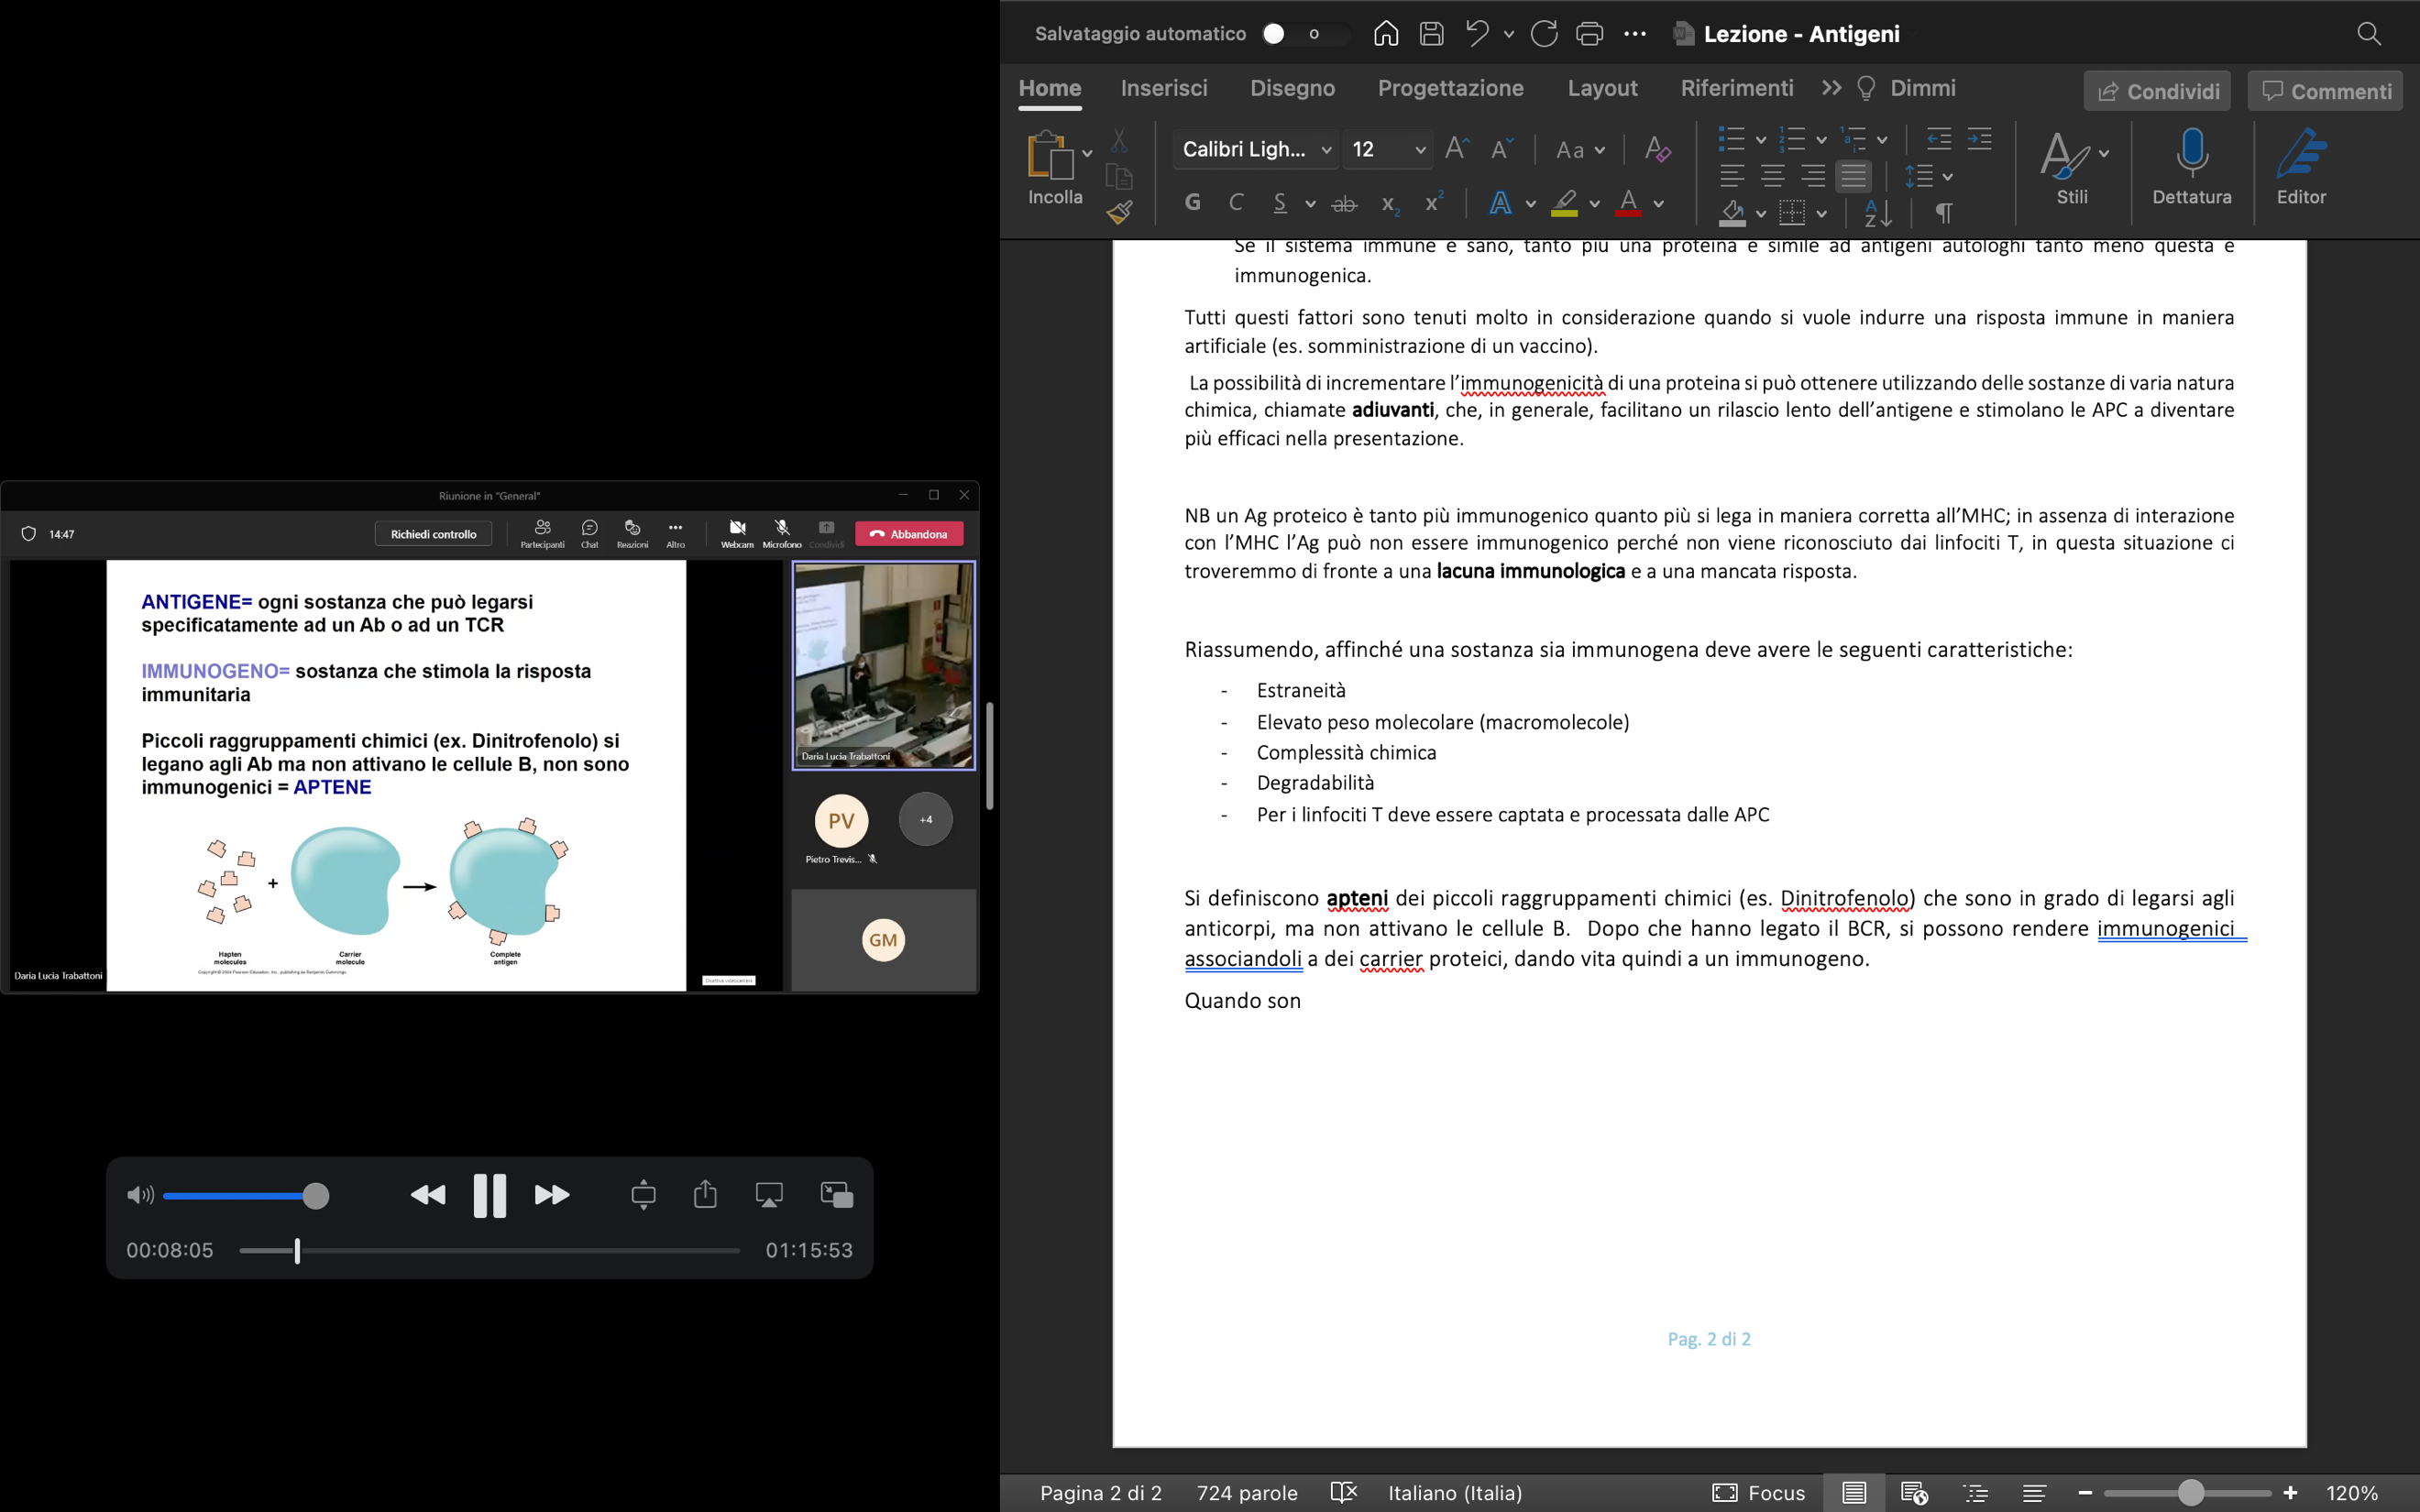 Riunione in "General"
14:47
Richiedi controllo
Partecipanti
Chat
Reazioni
Altro
Webcam
Microfono
Condividi
Abbandona
ANTIGENE= ogni sostanza che può legarsi
specificatamente ad un Ab o ad un TCR
IMMUNOGENO= sostanza che stimola la risposta
immunitaria
Piccoli raggruppamenti chimici (ex. Dinitrofenolo) si
legano agli Ab ma non attivano le cellule B, non sono
immunogenici = APTENE
+
Hapten
molecules
Carrier
molecule
Complete
antigen
Copyright © 2004 Pearson Education, Inc., publishing as Benjamin Cummings.
Daria Lucia Trabattoni
Daria Lucia Trabattoni
PV
+4
Pietro Trevis...
GM
00:08:05
01:15:53
Salvataggio automatico
Lezione - Antigeni
Home Inserisci Disegno Progettazione Layout Riferimenti Dimmi
Condividi
Commenti
Incolla
Calibri Ligh...
12
Aa
G C S ab x2 x2 A A
Stili
Dettatura
Editor
Se il sistema immune è sano, tanto più una proteina è simile ad antigeni autologhi tanto meno questa è
immunogenica.
Tutti questi fattori sono tenuti molto in considerazione quando si vuole indurre una risposta immune in maniera
artificiale (es. somministrazione di un vaccino).
La possibilità di incrementare l’immunogenicità di una proteina si può ottenere utilizzando delle sostanze di varia natura
chimica, chiamate adiuvanti, che, in generale, facilitano un rilascio lento dell’antigene e stimolano le APC a diventare
più efficaci nella presentazione.
NB un Ag proteico è tanto più immunogenico quanto più si lega in maniera corretta all’MHC; in assenza di interazione
con l’MHC l’Ag può non essere immunogenico perché non viene riconosciuto dai linfociti T, in questa situazione ci
troveremmo di fronte a una lacuna immunologica e a una mancata risposta.
Riassumendo, affinché una sostanza sia immunogena deve avere le seguenti caratteristiche:
- Estraneità
- Elevato peso molecolare (macromolecole)
- Complessità chimica
- Degradabilità
- Per i linfociti T deve essere captata e processata dalle APC
Si definiscono apteni dei piccoli raggruppamenti chimici (es. Dinitrofenolo) che sono in grado di legarsi agli
anticorpi, ma non attivano le cellule B. Dopo che hanno legato il BCR, si possono rendere immunogenici
associandoli a dei carrier proteici, dando vita quindi a un immunogeno.
Quando son
Pag. 2 di 2
Pagina 2 di 2
724 parole
Italiano (Italia)
Focus
120%